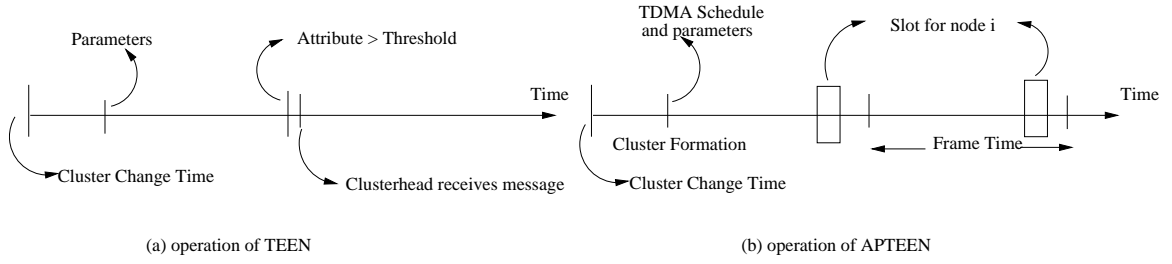 Parameters
Attribute > Threshold
Time
Cluster Change Time
Clusterhead receives message
(a) operation of TEEN
TDMA Schedule
and parameters
Slot for node i
Time
Cluster Formation
Frame Time
Cluster Change Time
(b) operation of APTEEN